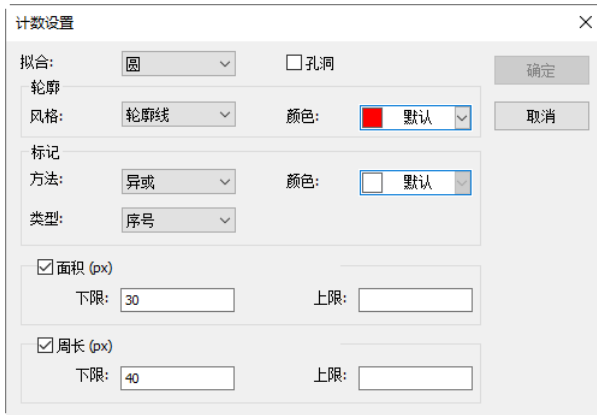 计数设置
拟合: 圆 孔洞 确定
轮廓
风格: 轮廓线 颜色: 默认 取消
标记
方法: 异或 颜色: 默认
类型: 序号
面积 (px)
下限: 30 上限:
周长 (px)
下限: 40 上限: